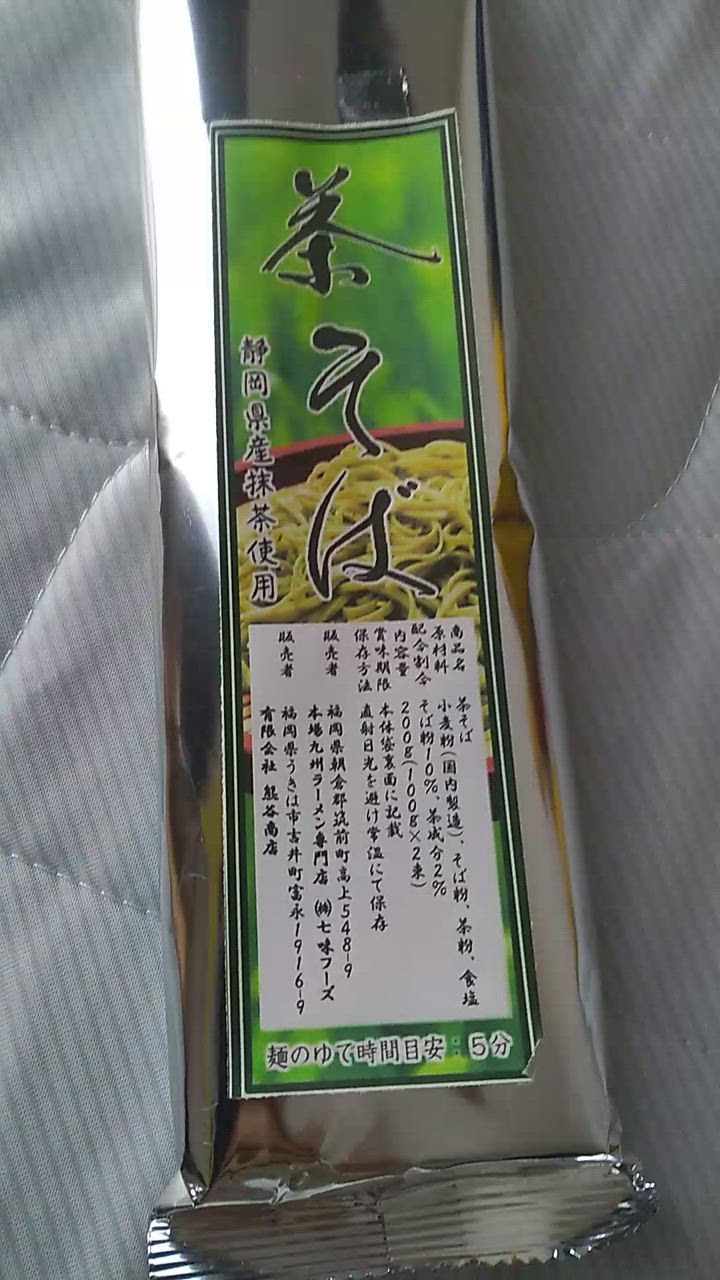 茶そば
静岡県産抹茶使用
商品名 茶そば
原材料 小麦粉(国内製造)、そば粉、茶粉、食塩
配合割合 そば粉10%、茶成分2%
内容量 200g(100g×2束)
賞味期限 本体袋裏面に記載
保存方法 直射日光を避け常温にて保存
販売者 福岡県朝倉郡筑前町高上548-9
本場九州ラーメン専門店 ㈱七味フーズ
販売者 福岡県うきは市吉井町富永1916-9
有限会社 熊谷商店
麺のゆで時間目安：5分